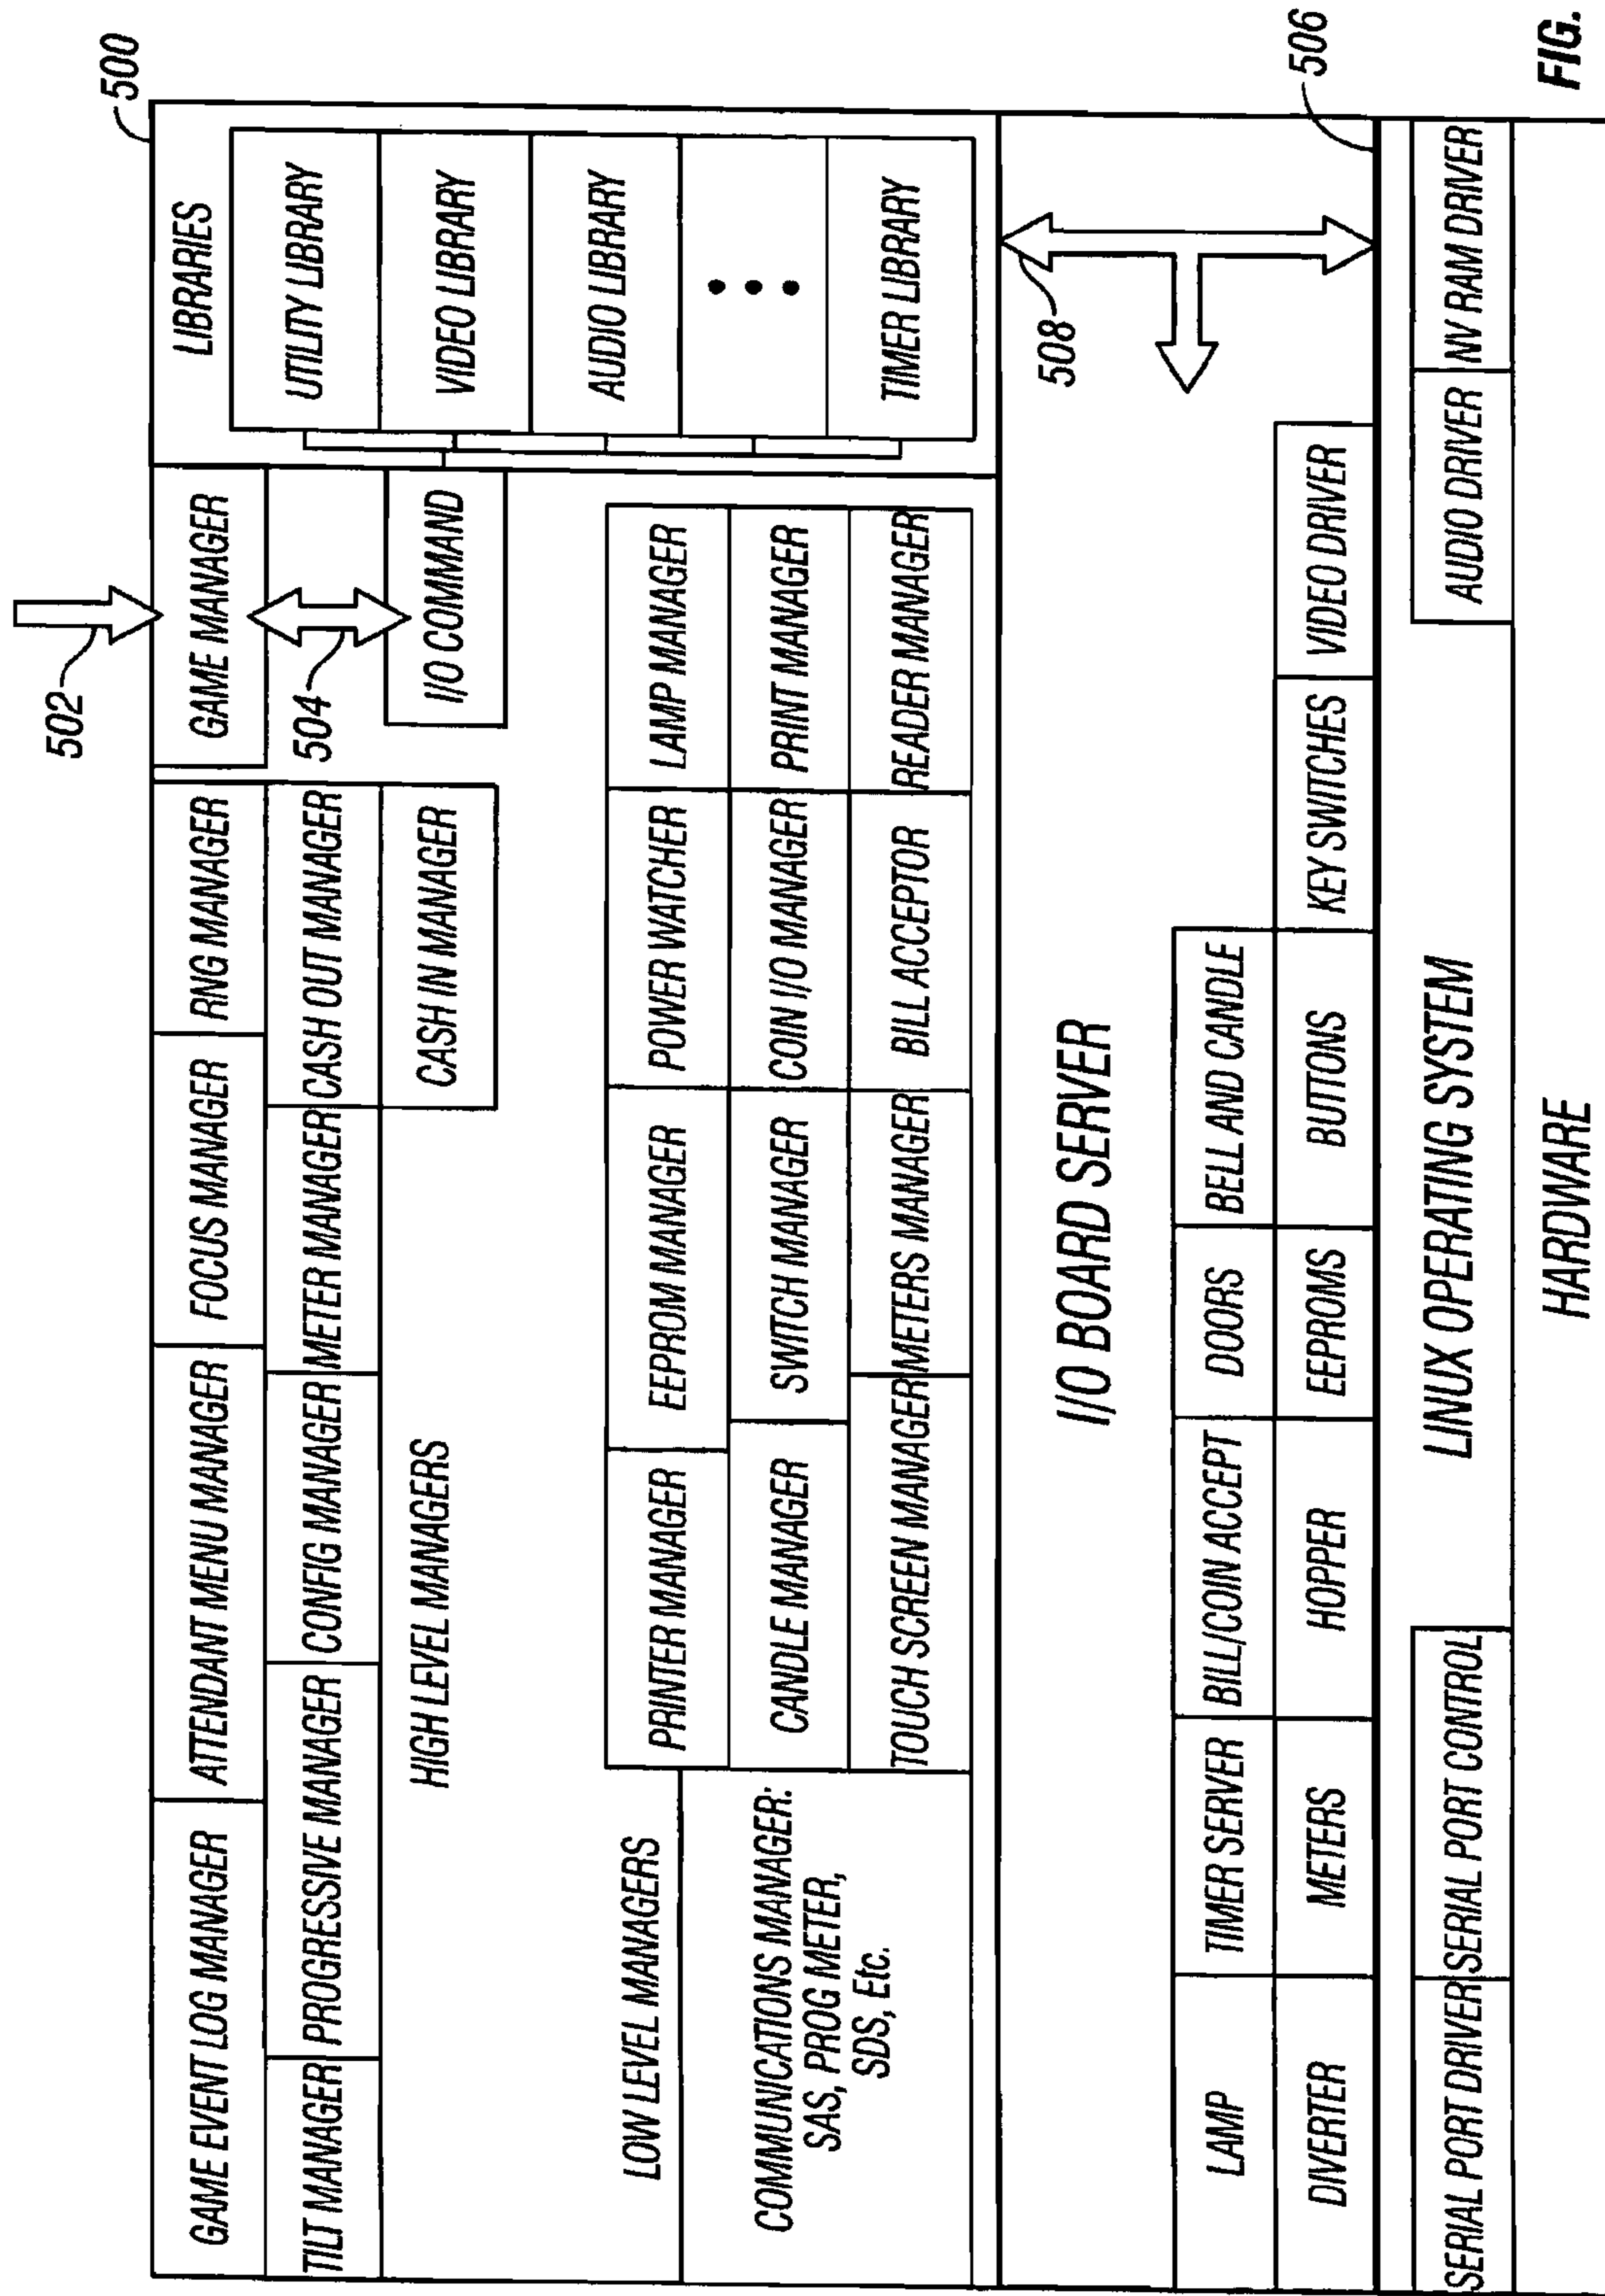 500
502
GAME EVENT LOG MANAGER
ATTENDANT MENU MANAGER
FOCUS MANAGER
RNG MANAGER
GAME MANAGER
LIBRARIES
TILT MANAGER
PROGRESSIVE MANAGER
CONFIG MANAGER
METER MANAGER
CASH OUT MANAGER
504
UTILITY LIBRARY
HIGH LEVEL MANAGERS
CASH IN MANAGER
I/O COMMAND
VIDEO LIBRARY
AUDIO LIBRARY
LOW LEVEL MANAGERS
PRINTER MANAGER
EEPROM MANAGER
POWER WATCHER
LAMP MANAGER
COMMUNICATIONS MANAGER:
SAS, PROG METER,
SDS, Etc.
CANDLE MANAGER
SWITCH MANAGER
COIN I/O MANAGER
PRINT MANAGER
TOUCH SCREEN MANAGER
METERS MANAGER
BILL ACCEPTOR
READER MANAGER
TIMER LIBRARY
I/O BOARD SERVER
508
LAMP
TIMER SERVER
BILL/COIN ACCEPT
DOORS
BELL AND CANDLE
DIVERTER
METERS
HOPPER
EEPROMS
BUTTONS
KEY SWITCHES
VIDEO DRIVER
506
SERIAL PORT DRIVER
SERIAL PORT CONTROL
LINUX OPERATING SYSTEM
AUDIO DRIVER
NV RAM DRIVER
HARDWARE
FIG.